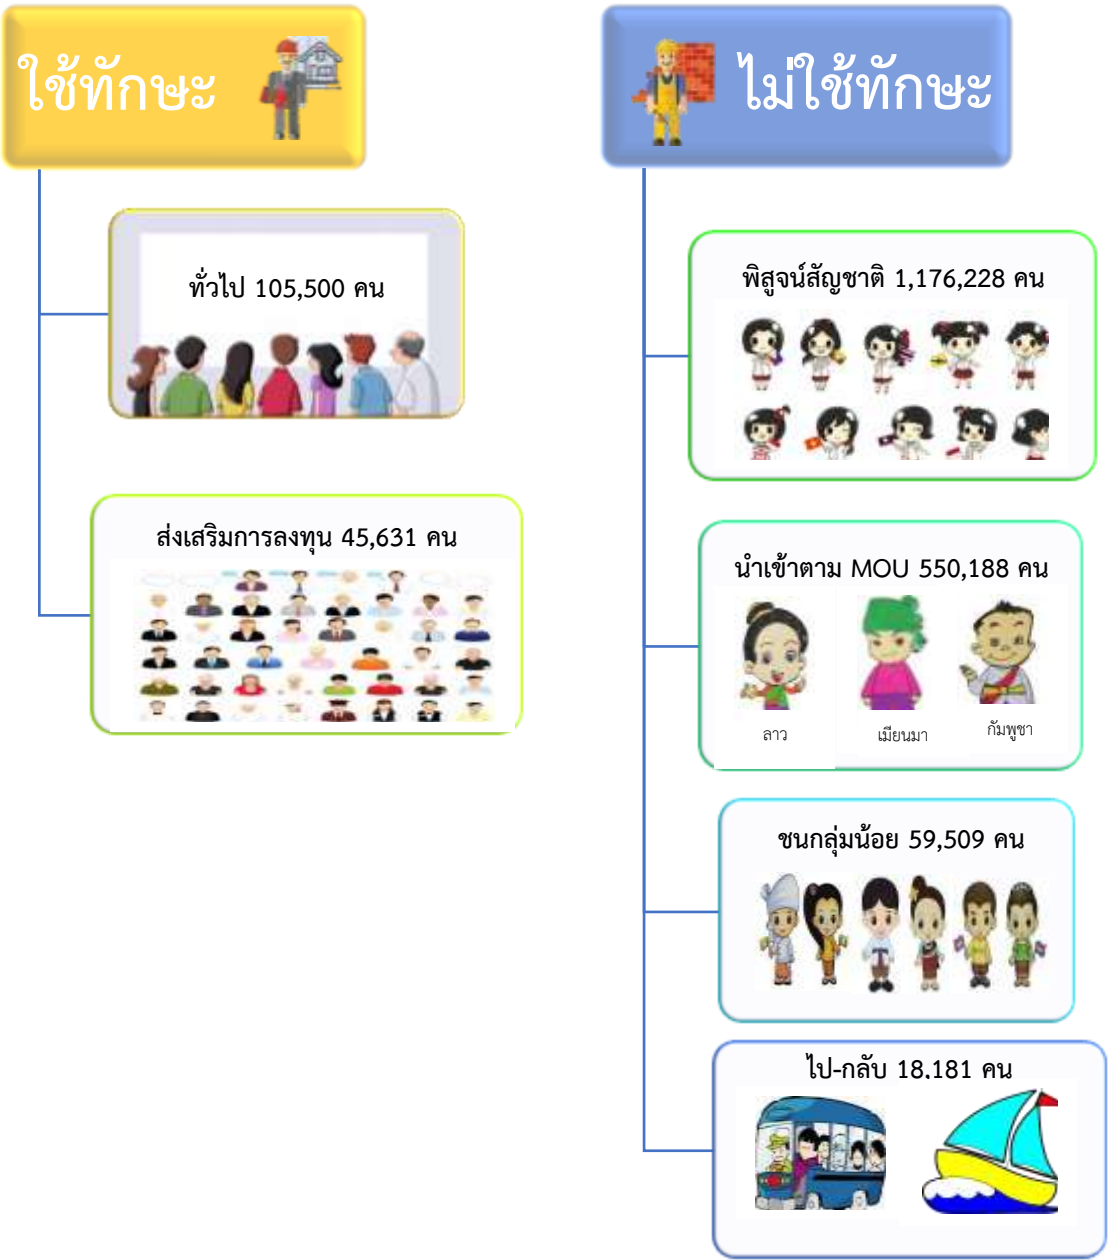 ใช้ทักษะ
ทั่วไป 105,500 คน
ส่งเสริมการลงทุน 45,631 คน
ไม่ใช้ทักษะ
พิสูจน์สัญชาติ 1,176,228 คน
นำเข้าตาม MOU 550,188 คน
ลาว
เมียนมา
กัมพูชา
ชนกลุ่มน้อย 59,509 คน
ไป-กลับ 18,181 คน